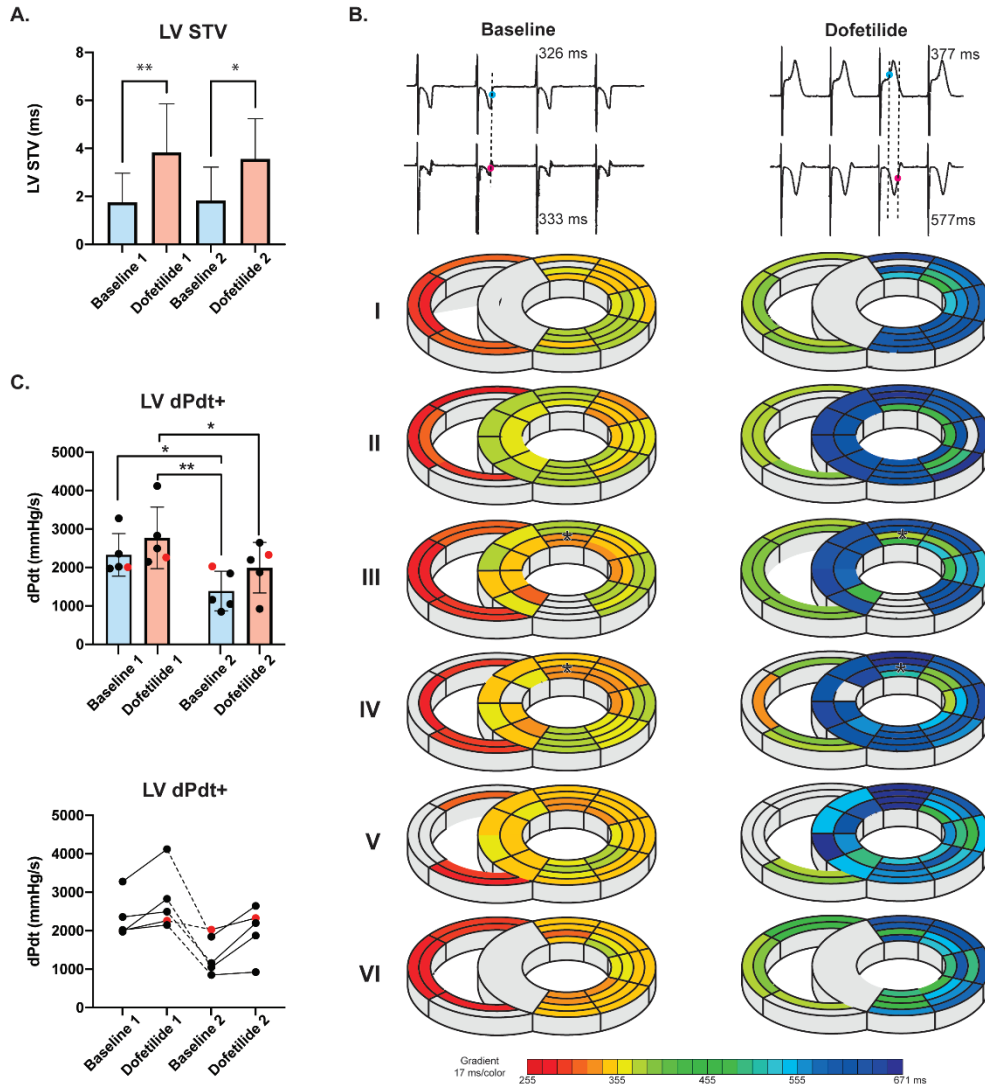 A.
LV STV
LV STV (ms)
8
6
4
2
0
**
*
Baseline 1
Dofetilide 1
Baseline 2
Dofetilide 2
C.
LV dPdt+
dPdt (mmHg/s)
5000
4000
3000
2000
1000
0
*
*
**
Baseline 1
Dofetilide 1
Baseline 2
Dofetilide 2
LV dPdt+
dPdt (mmHg/s)
5000
4000
3000
2000
1000
0
Baseline 1
Dofetilide 1
Baseline 2
Dofetilide 2
B.
Baseline
Dofetilide
326 ms
333 ms
377 ms
577ms
I
II
III
*
*
IV
*
*
V
VI
Gradient
17 ms/color
255
355
455
555
671 ms